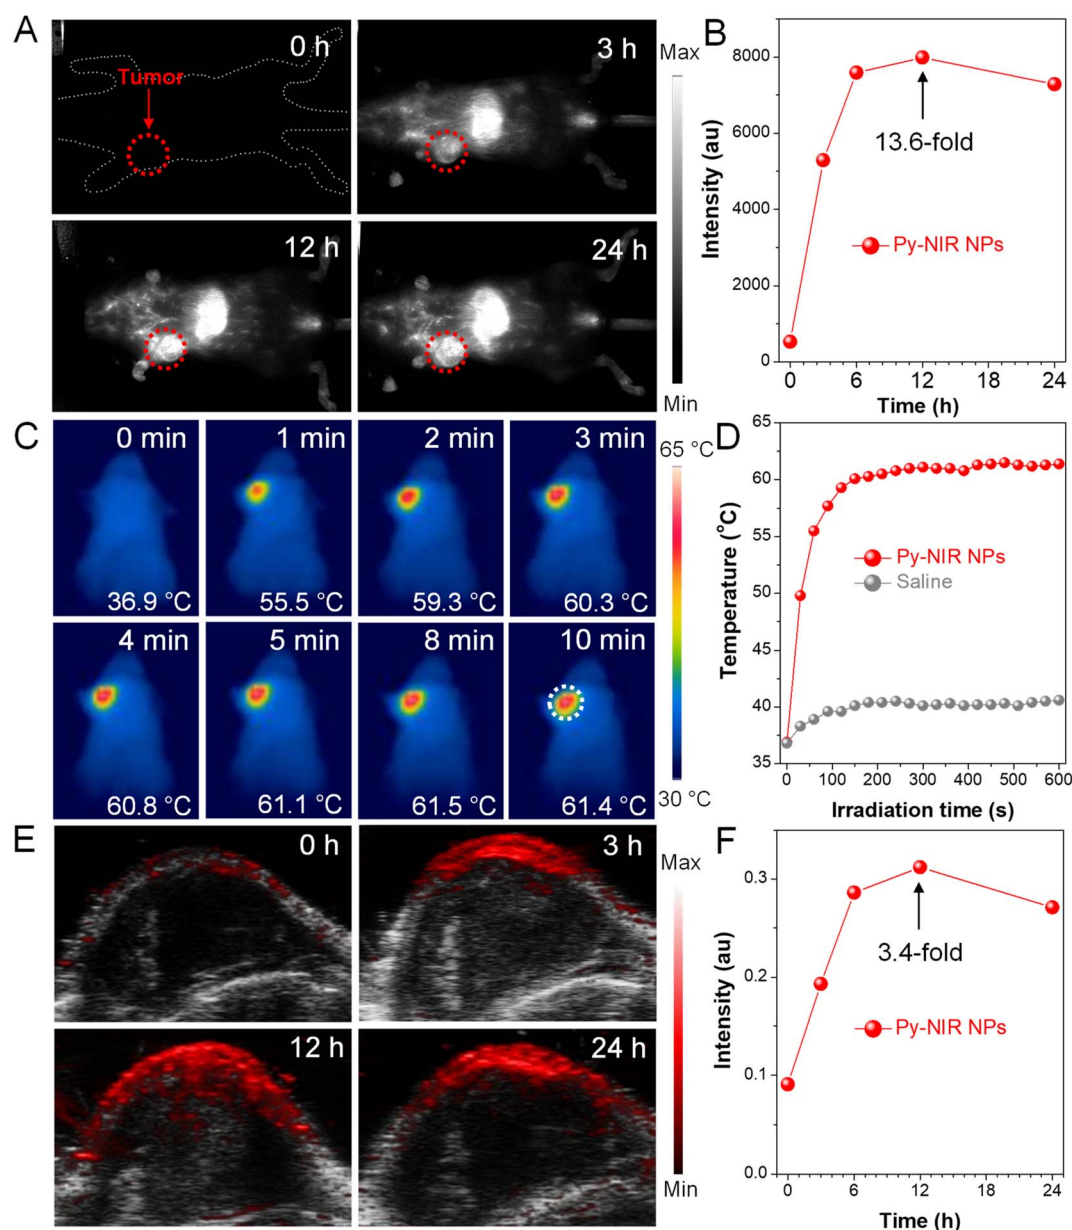 A
0 h
Tumor
3 h
12 h
24 h
Max
Min
B
8000
6000
4000
2000
0
Intensity (au)
13.6-fold
Py-NIR NPs
0 6 12 18 24
Time (h)
C
0 min
36.9 °C
1 min
55.5 °C
2 min
59.3 °C
3 min
60.3 °C
4 min
60.8 °C
5 min
61.1 °C
8 min
61.5 °C
10 min
61.4 °C
65 °C
30 °C
D
65
60
55
50
45
40
35
Temperature (°C)
Py-NIR NPs
Saline
0 100 200 300 400 500 600
Irradiation time (s)
E
0 h
3 h
12 h
24 h
Max
Min
F
0.3
0.2
0.1
0.0
Intensity (au)
3.4-fold
Py-NIR NPs
0 6 12 18 24
Time (h)